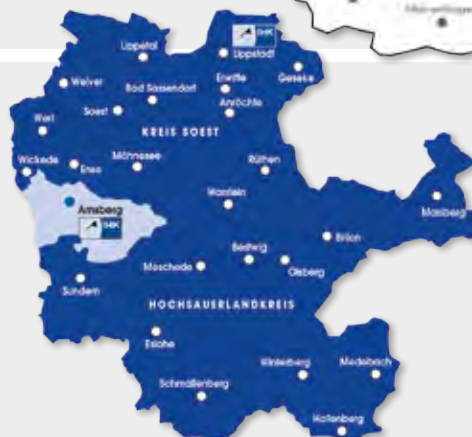 IHK
Lippetal
Lippstadt
Welver
Erwitte
Geseke
Bad Sassendorf
Soest
Anröchte
Werl
KREIS SOEST
Wickede
Ense
Möhnesee
Rüthen
Warstein
Marsberg
Arnsberg
IHK
Bestwig
Brilon
Meschede
Olsberg
Sundern
HOCHSAUERLANDKREIS
Eslohe
Winterberg
Medebach
Schmallenberg
Hallenberg